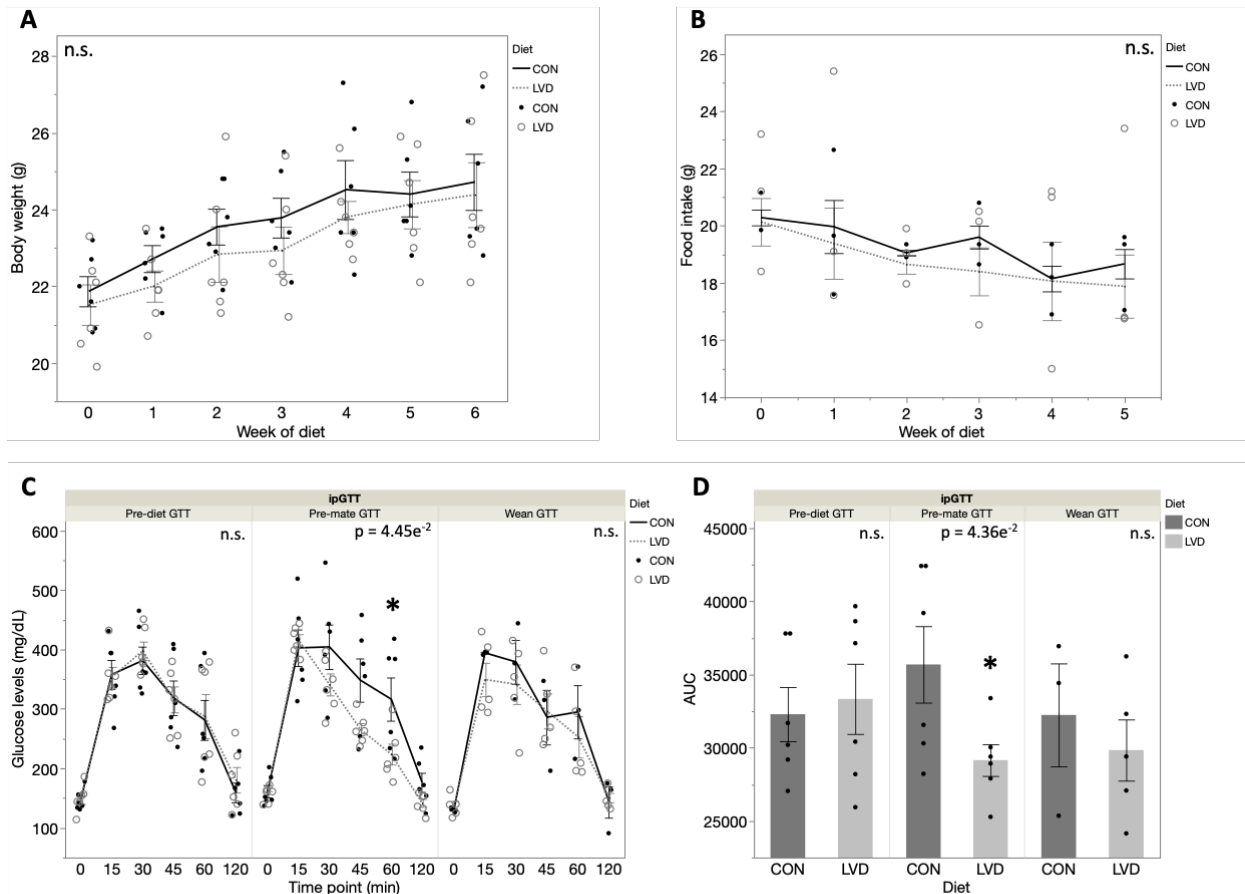 A
n.s.
Diet
CON
LVD
CON
LVD
28
26
24
22
20
Body weight (g)
0 1 2 3 4 5 6
Week of diet
B
n.s.
Diet
CON
LVD
CON
LVD
26
24
22
20
18
16
14
Food intake (g)
0 1 2 3 4 5
Week of diet
C
ipGTT
Pre-diet GTT Pre-mate GTT Wean GTT
n.s. p = 4.45e-2 n.s.
*
Diet
CON
LVD
CON
LVD
600
500
400
300
200
100
Glucose levels (mg/dL)
0 15 30 45 60 120 0 15 30 45 60 120 0 15 30 45 60 120
Time point (min)
D
ipGTT
Pre-diet GTT Pre-mate GTT Wean GTT
n.s. p = 4.36e-2 n.s.
*
Diet
CON
LVD
45000
40000
35000
30000
25000
AUC
CON LVD CON LVD CON LVD
Diet